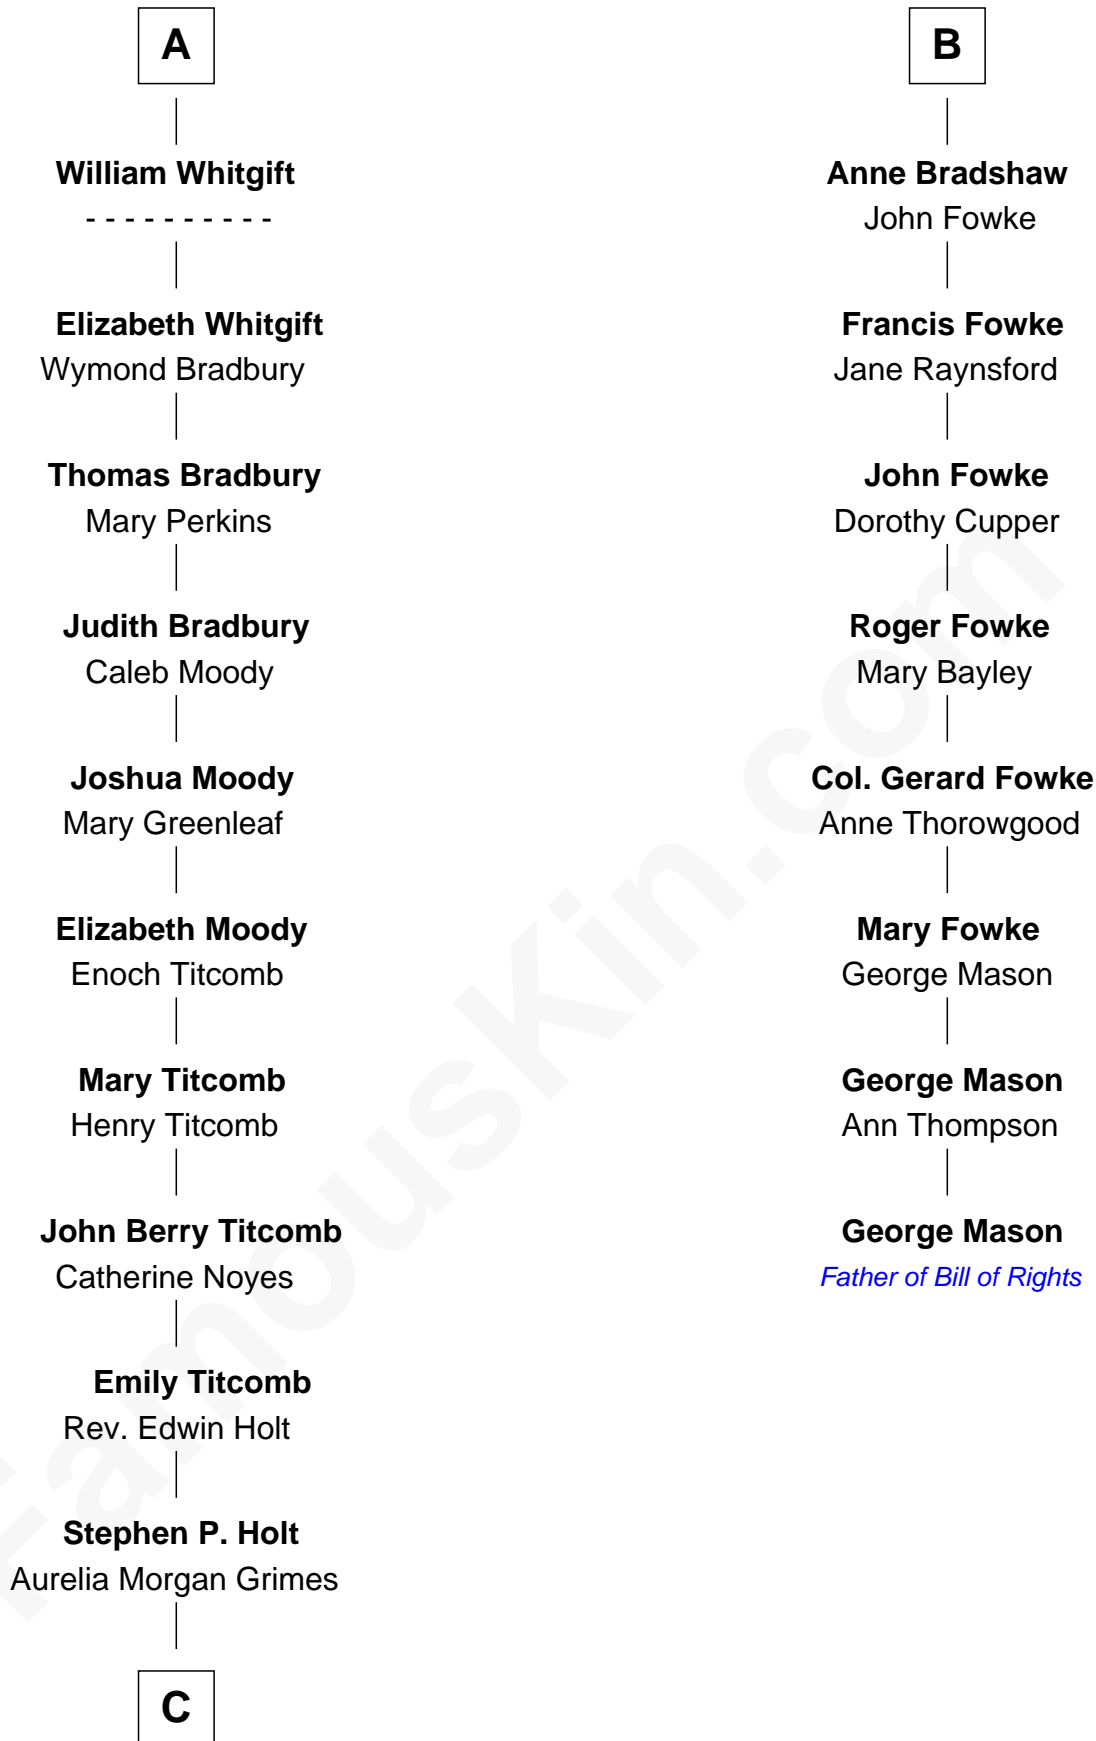 A
William Whitgift
- - - - - - - - - -
Elizabeth Whitgift
Wymond Bradbury
Thomas Bradbury
Mary Perkins
Judith Bradbury
Caleb Moody
Joshua Moody
Mary Greenleaf
Elizabeth Moody
Enoch Titcomb
Mary Titcomb
Henry Titcomb
John Berry Titcomb
Catherine Noyes
Emily Titcomb
Rev. Edwin Holt
Stephen P. Holt
Aurelia Morgan Grimes
C
B
Anne Bradshaw
John Fowke
Francis Fowke
Jane Raynsford
John Fowke
Dorothy Cupper
Roger Fowke
Mary Bayley
Col. Gerard Fowke
Anne Thorowgood
Mary Fowke
George Mason
George Mason
Ann Thompson
George Mason
Father of Bill of Rights
FamousKin.com